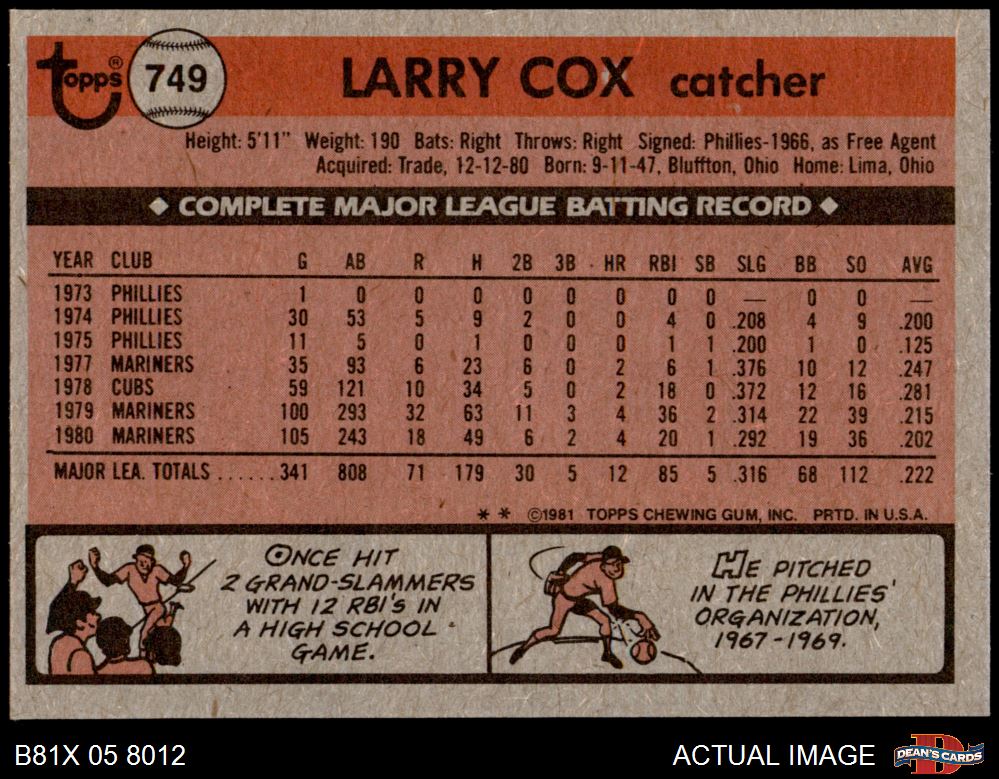 Topps® 749 LARRY COX catcher
Height: 5'11" Weight: 190 Bats: Right Throws: Right Signed: Phillies-1966, as Free Agent
Acquired: Trade, 12-12-80 Born: 9-11-47, Bluffton, Ohio Home: Lima, Ohio
◆ COMPLETE MAJOR LEAGUE BATTING RECORD ◆
YEAR CLUB G AB R H 2B 3B HR RBI SB SLG BB SO AVG
1973 PHILLIES 1 0 0 0 0 0 0 0 0 — 0 0 —
1974 PHILLIES 30 53 5 9 2 0 0 4 0 .208 4 9 .200
1975 PHILLIES 11 5 0 1 0 0 0 1 1 .200 1 0 .125
1977 MARINERS 35 93 6 23 6 0 2 6 1 .376 10 12 .247
1978 CUBS 59 121 10 34 5 0 2 18 0 .372 12 16 .281
1979 MARINERS 100 293 32 63 11 3 4 36 2 .314 22 39 .215
1980 MARINERS 105 243 18 49 6 2 4 20 1 .292 19 36 .202
MAJOR LEA. TOTALS ...... 341 808 71 179 30 5 12 85 5 .316 68 112 .222
* * ©1981 TOPPS CHEWING GUM, INC. PRTD. IN U.S.A.
ONCE HIT
2 GRAND-SLAMMERS
WITH 12 RBI'S IN
A HIGH SCHOOL
GAME.
HE PITCHED
IN THE PHILLIES'
ORGANIZATION,
1967-1969.
B81X 05 8012 ACTUAL IMAGE DEAN'S CARDS